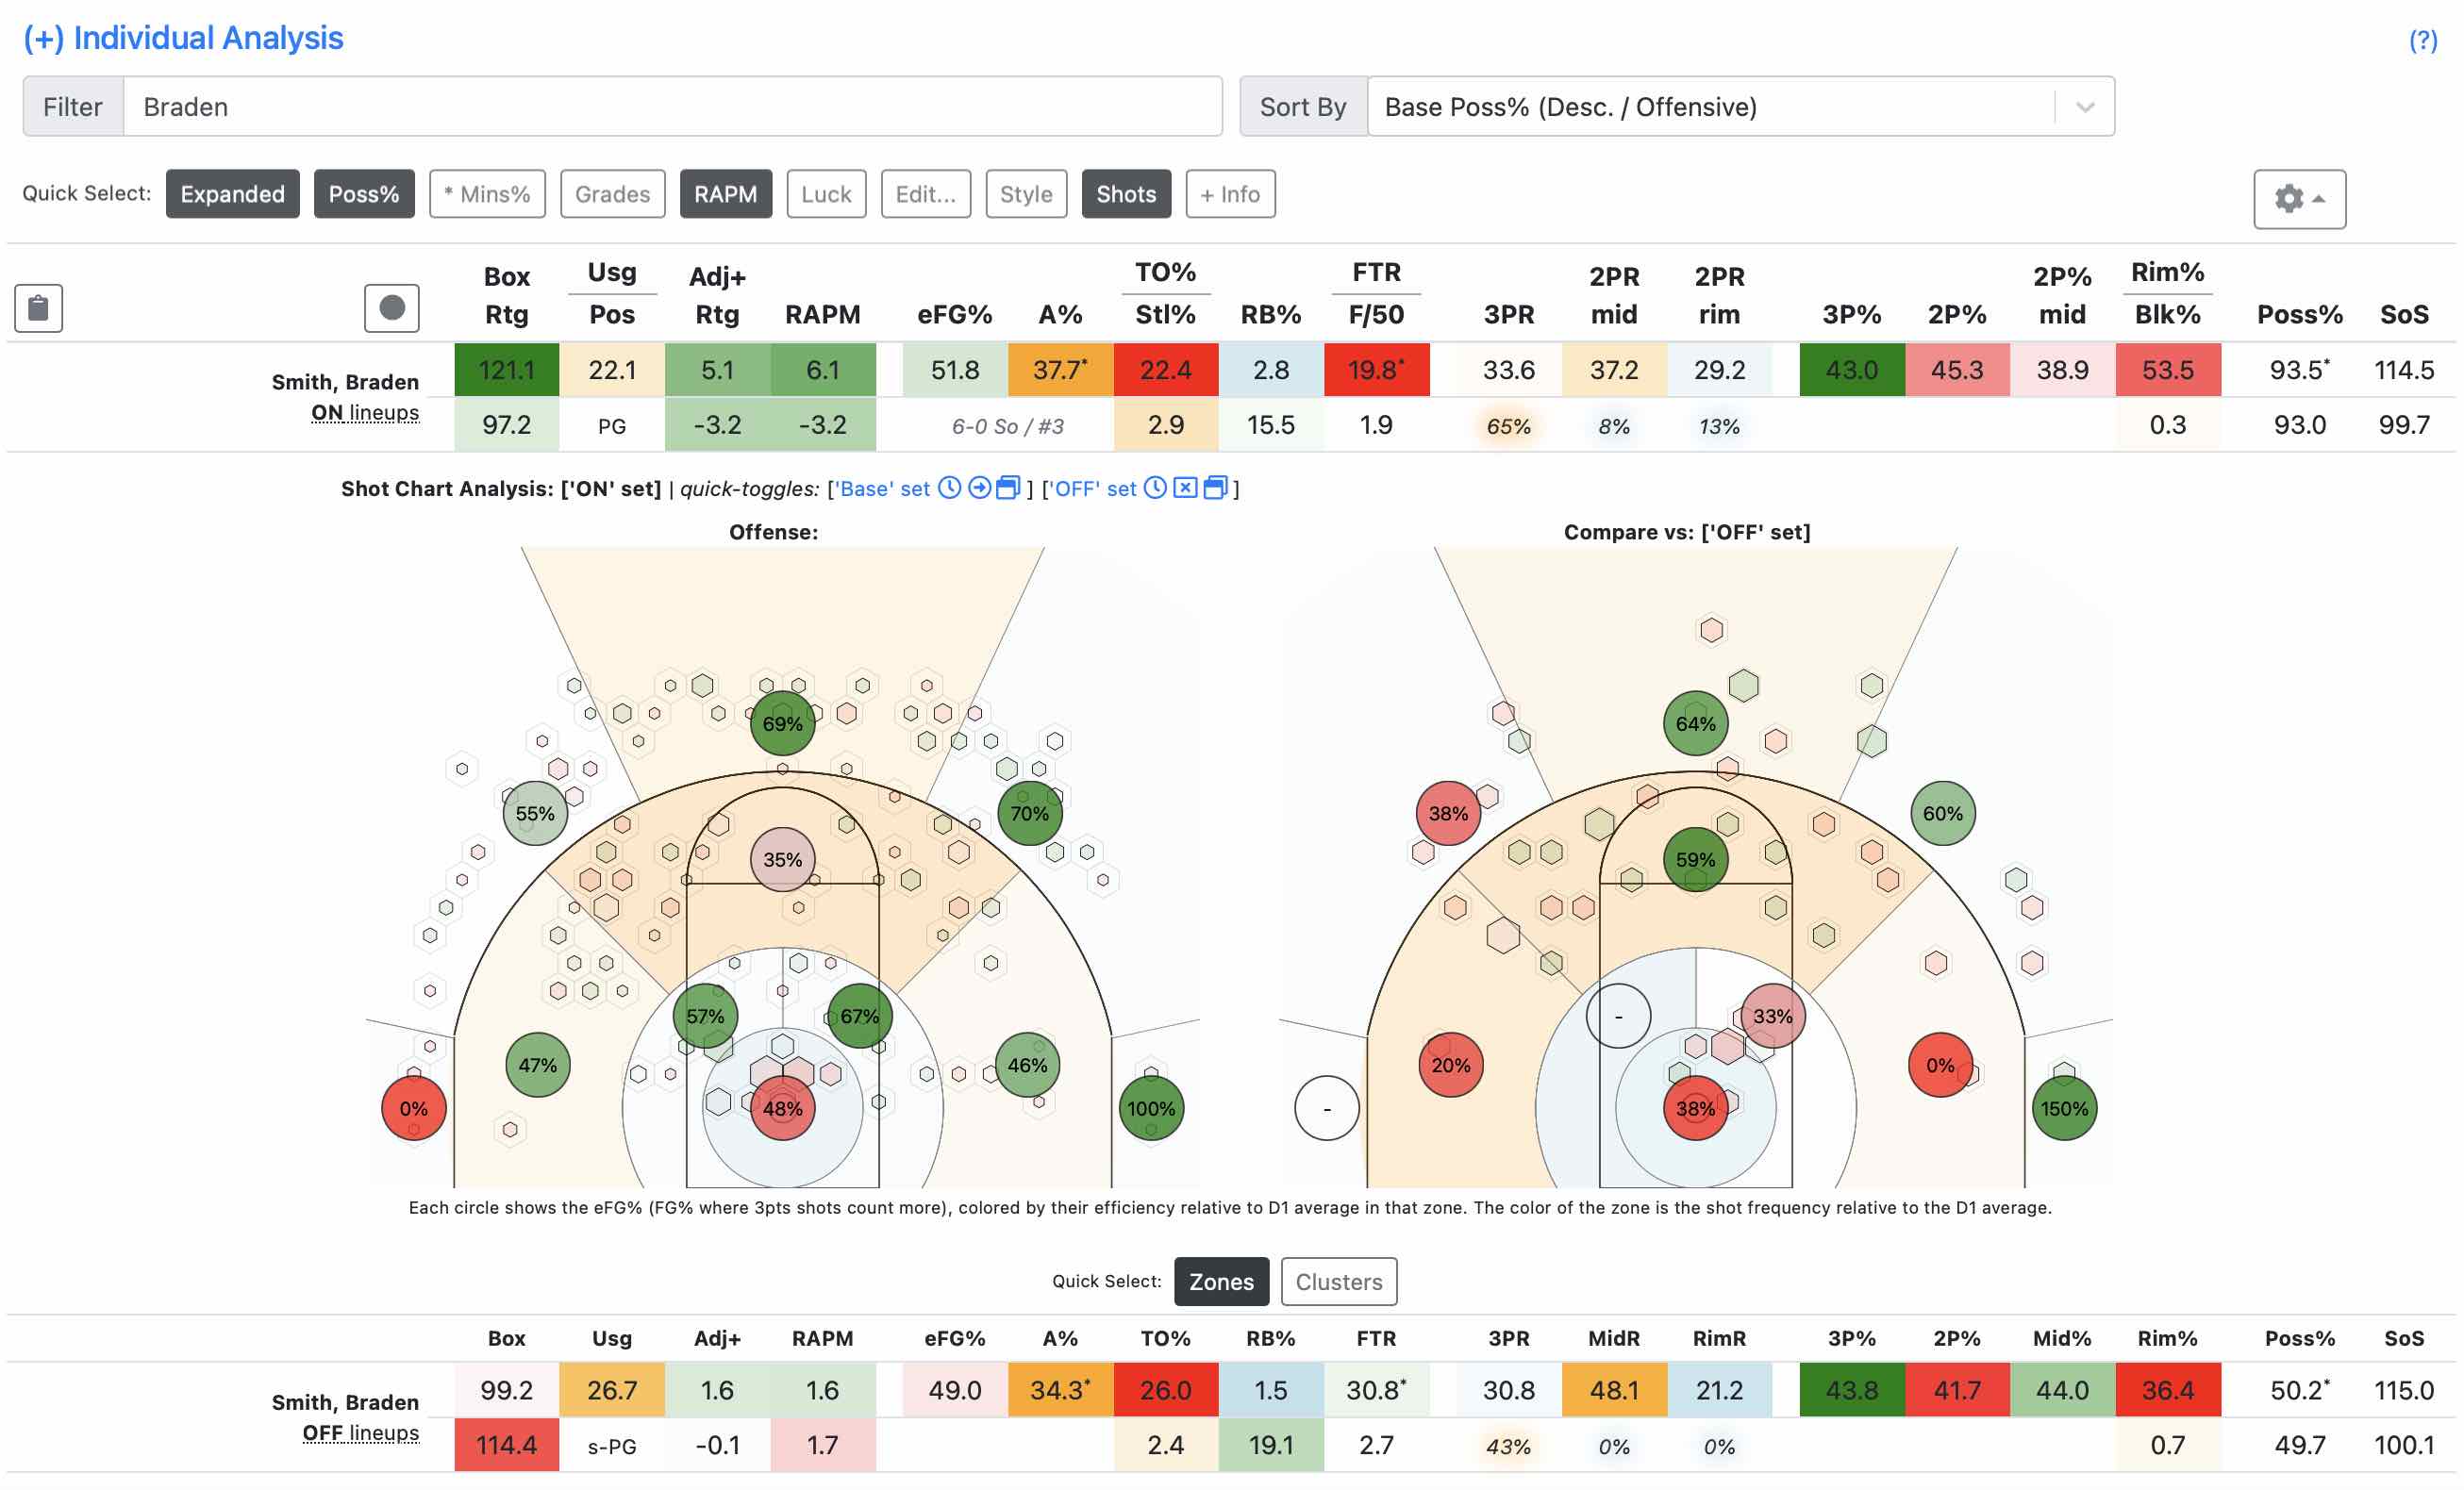 (+) Individual Analysis
(?)
Filter Braden
Sort By Base Poss% (Desc. / Offensive)
Quick Select: Expanded Poss% * Mins% Grades RAPM Luck Edit... Style Shots + Info
Box Rtg Usg Pos Adj+ Rtg RAPM eFG% A% TO% Stl% RB% FTR F/50 3PR 2PR mid 2PR rim 3P% 2P% 2P% mid Rim% Blk% Poss% SoS
Smith, Braden
ON lineups
121.1 22.1 5.1 6.1 51.8 37.7* 22.4 2.8 19.8* 33.6 37.2 29.2 43.0 45.3 38.9 53.5 93.5* 114.5
97.2 PG -3.2 -3.2 6-0 So / #3 2.9 15.5 1.9 65% 8% 13% 0.3 93.0 99.7
Shot Chart Analysis: ['ON' set] | quick-toggles: ['Base' set ] ['OFF' set ]
Offense:
69%
55%
70%
35%
57%
67%
47%
46%
0%
48%
100%
Compare vs: ['OFF' set]
64%
38%
60%
59%
-
33%
20%
0%
-
38%
150%
Each circle shows the eFG% (FG% where 3pts shots count more), colored by their efficiency relative to D1 average in that zone. The color of the zone is the shot frequency relative to the D1 average.
Quick Select: Zones Clusters
Box Usg Adj+ RAPM eFG% A% TO% RB% FTR 3PR MidR RimR 3P% 2P% Mid% Rim% Poss% SoS
Smith, Braden
OFF lineups
99.2 26.7 1.6 1.6 49.0 34.3* 26.0 1.5 30.8* 30.8 48.1 21.2 43.8 41.7 44.0 36.4 50.2* 115.0
114.4 s-PG -0.1 1.7 2.4 19.1 2.7 43% 0% 0% 0.7 49.7 100.1